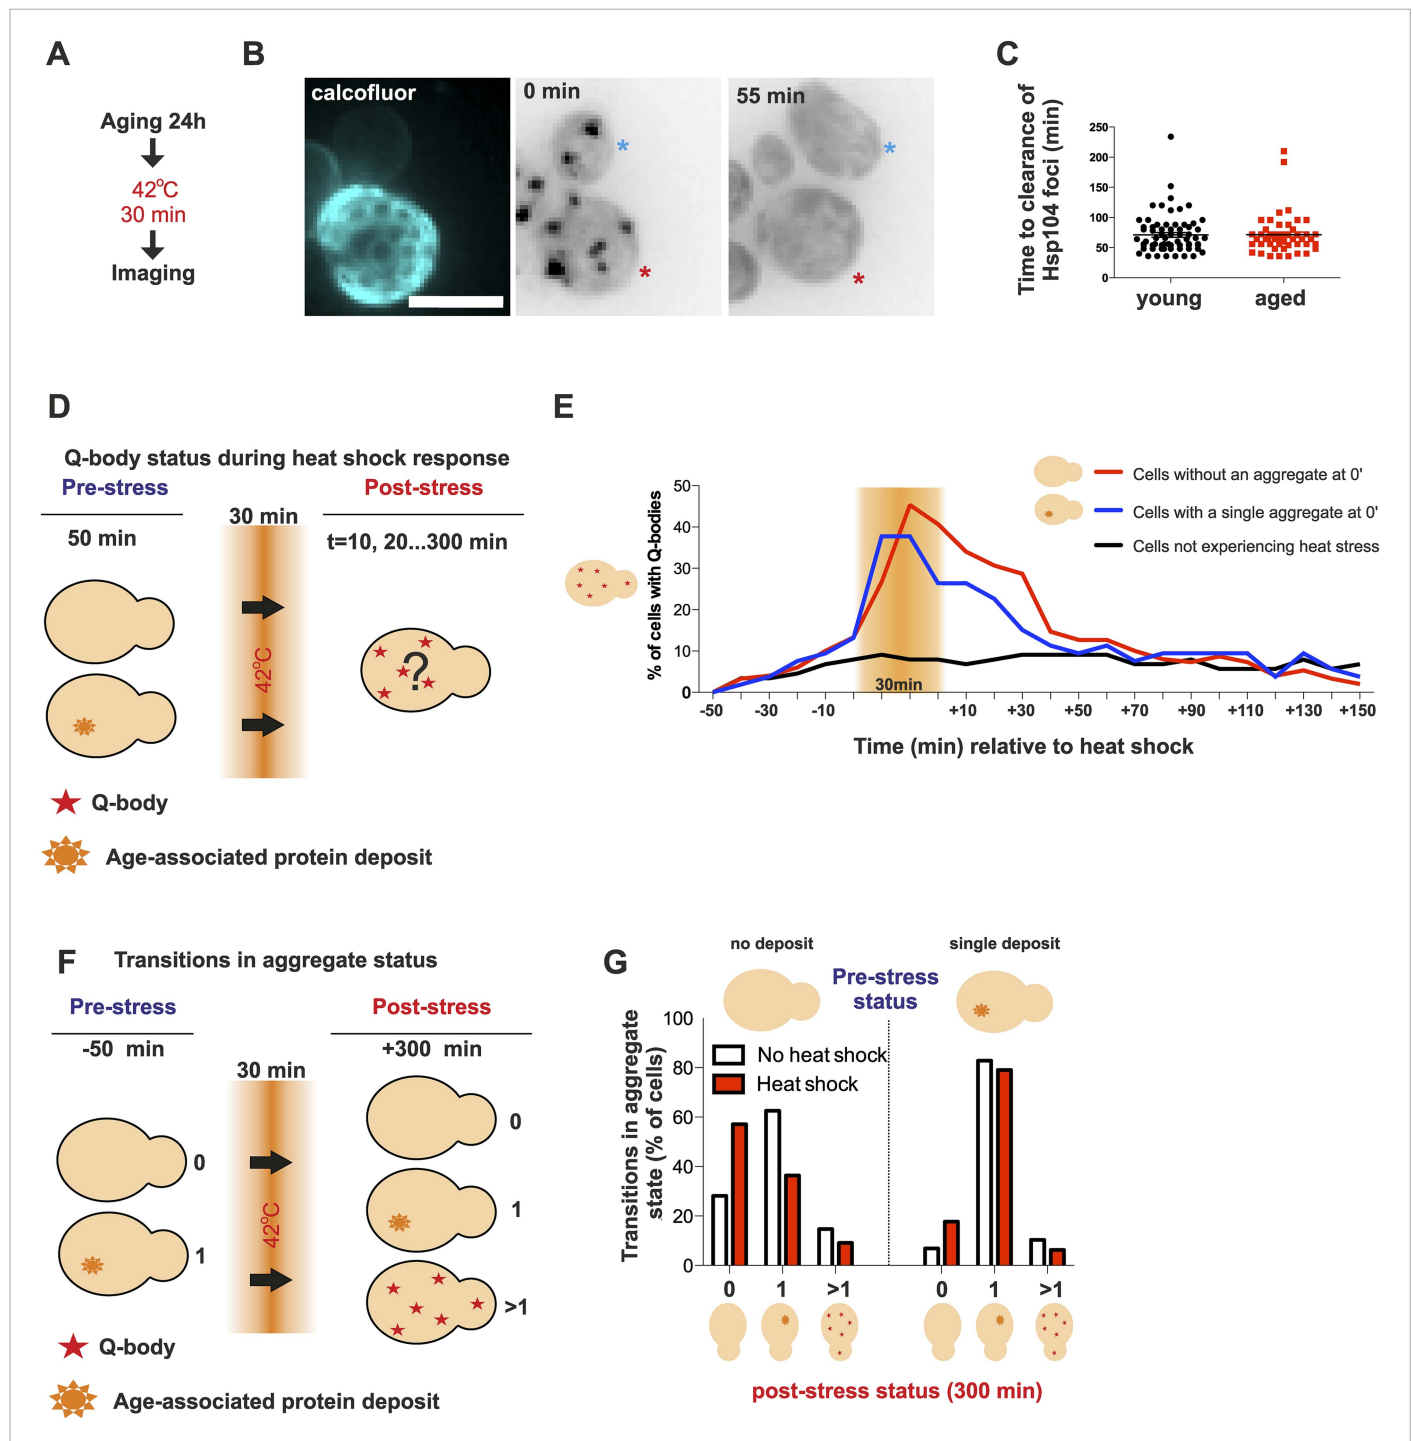 A
Aging 24h
42°C
30 min
Imaging
B
calcofluor
0 min
*
*
55 min
*
*
C
Time to clearance of
Hsp104 foci (min)
250
200
150
100
50
0
young
aged
D
Q-body status during heat shock response
Pre-stress
Post-stress
30 min
50 min
t=10, 20...300 min
42°C
?
Q-body
Age-associated protein deposit
E
% of cells with Q-bodies
50
40
30
20
10
0
Cells without an aggregate at 0'
Cells with a single aggregate at 0'
Cells not experiencing heat stress
30min
-50
-30
-10
+10
+30
+50
+70
+90
+110
+130
+150
Time (min) relative to heat shock
F
Transitions in aggregate status
Pre-stress
Post-stress
-50 min
+300 min
30 min
42°C
0
1
0
1
>1
Q-body
Age-associated protein deposit
G
no deposit
single deposit
Pre-stress
status
Transitions in aggregate
state (% of cells)
100
80
60
40
20
0
No heat shock
Heat shock
0
1
>1
0
1
>1
post-stress status (300 min)